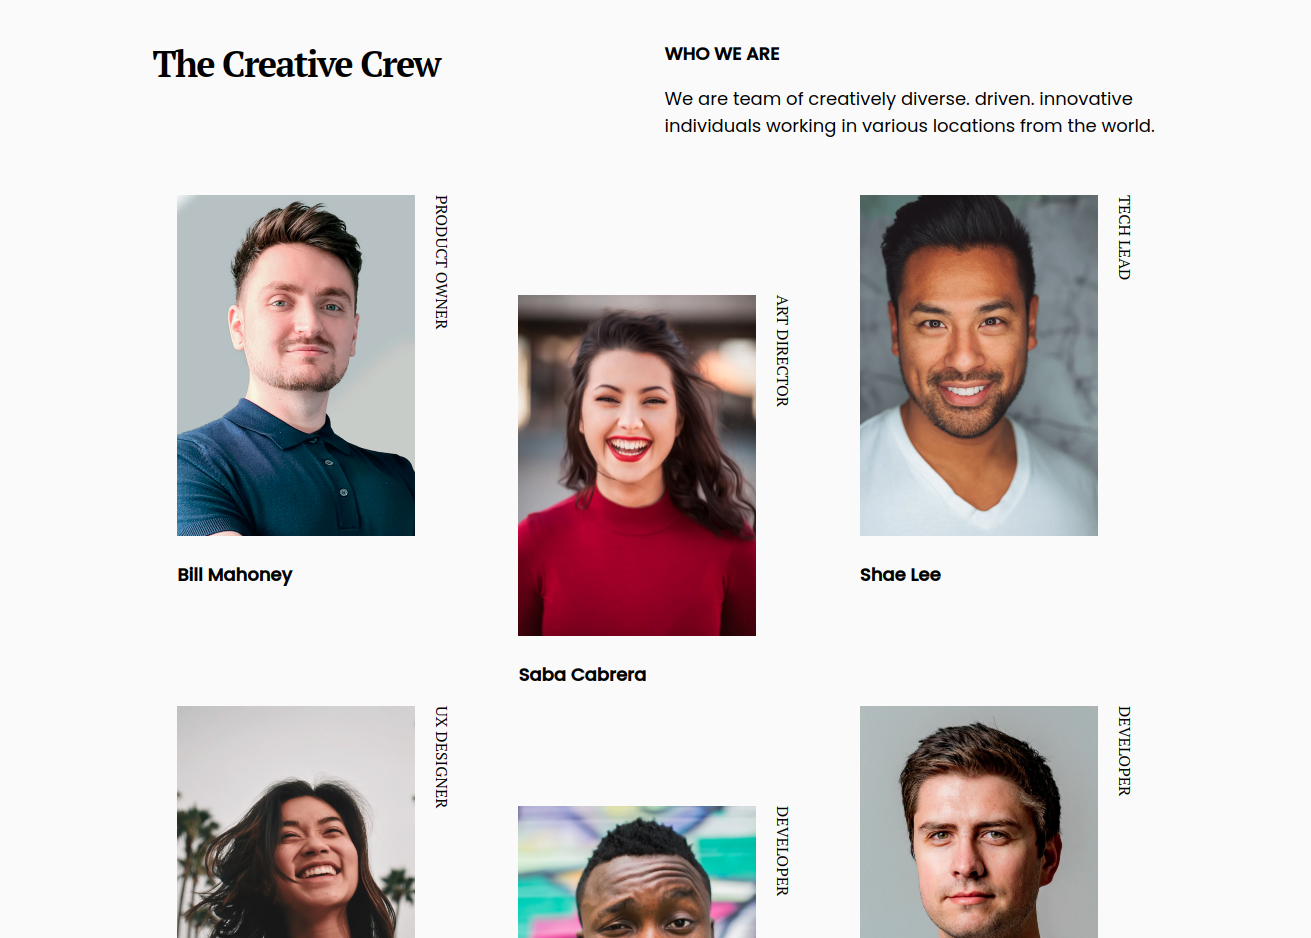 The Creative Crew
WHO WE ARE
We are team of creatively diverse. driven. innovative
individuals working in various locations from the world.
PRODUCT OWNER
Bill Mahoney
ART DIRECTOR
Saba Cabrera
TECH LEAD
Shae Lee
UX DESIGNER
DEVELOPER
DEVELOPER